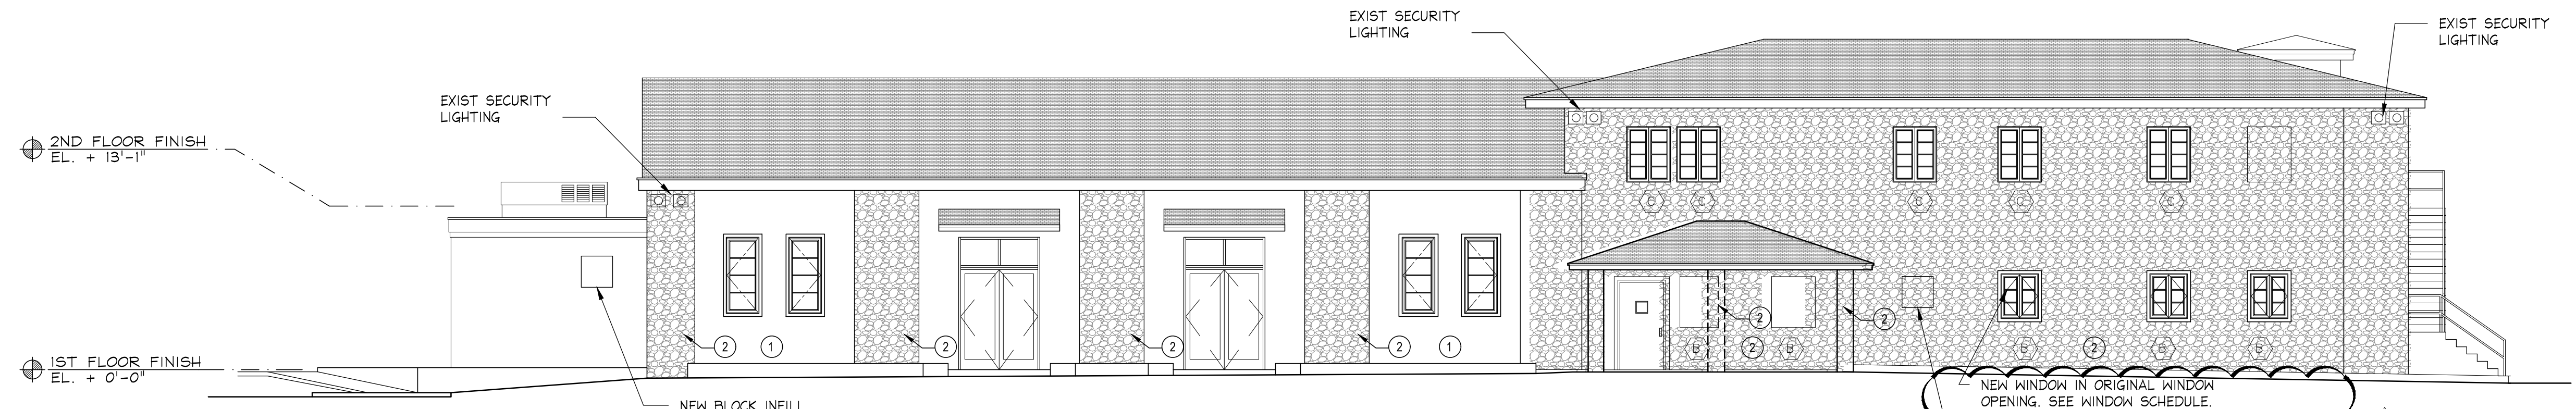 EXIST SECURITY
LIGHTING
EXIST SECURITY
LIGHTING
EXIST SECURITY
LIGHTING
2ND FLOOR FINISH
EL. + 13'-1"
C
C
C
C
C
2
1
2
2
2
1
2
2
B
2
B
B
2
B
B
1ST FLOOR FINISH
EL. + 0'-0"
NEW BLOCK INFILL
NEW WINDOW IN ORIGINAL WINDOW
OPENING. SEE WINDOW SCHEDULE.